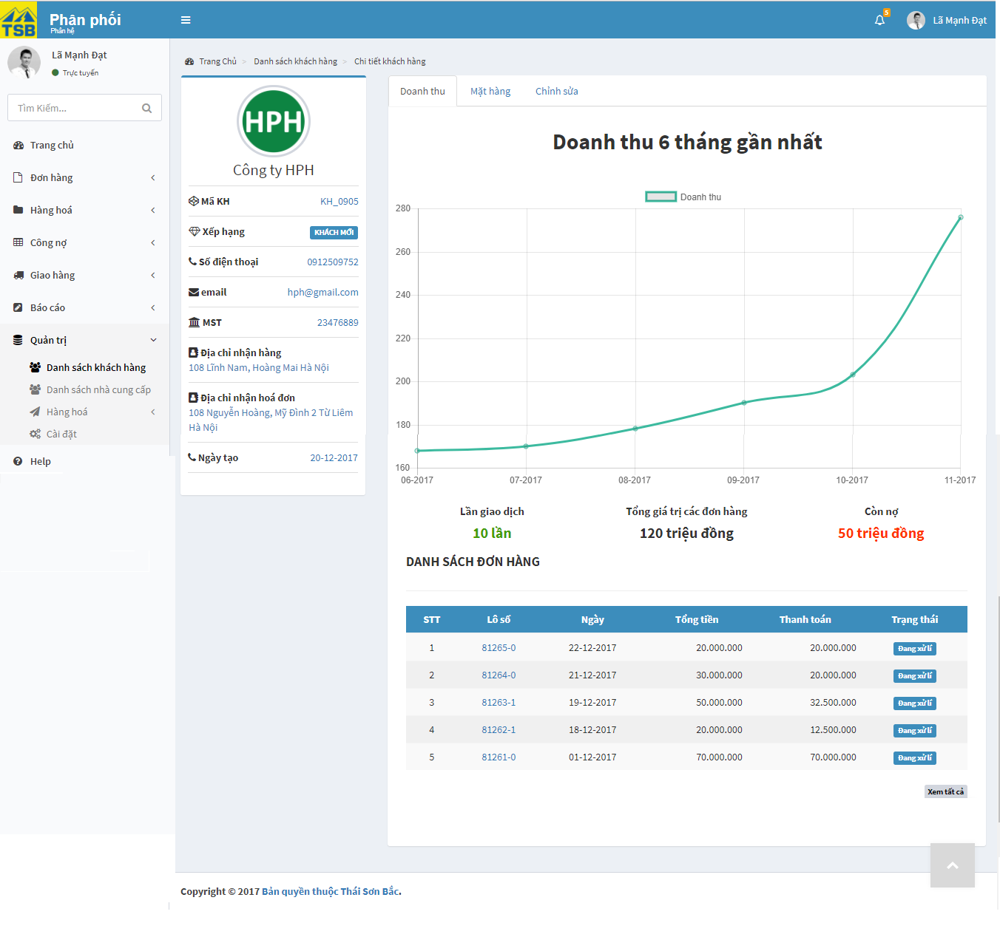 TSB
Phân phối
Phân hệ
5
Lã Mạnh Đạt
Lã Mạnh Đạt
Trực tuyến
Tìm Kiếm...
Trang chủ
Đơn hàng
Hàng hoá
Công nợ
Giao hàng
Báo cáo
Quản trị
Danh sách khách hàng
Danh sách nhà cung cấp
Hàng hoá
Cài đặt
Help
Trang Chủ > Danh sách khách hàng > Chi tiết khách hàng
HPH
Công ty HPH
Mã KH KH_0905
Xếp hạng KHÁCH MỚI
Số điện thoại 0912509752
email hph@gmail.com
MST 23476889
Địa chỉ nhận hàng
108 Lĩnh Nam, Hoàng Mai Hà Nội
Địa chỉ nhận hoá đơn
108 Nguyễn Hoàng, Mỹ Đình 2 Từ Liêm
Hà Nội
Ngày tạo 20-12-2017
Doanh thu Mặt hàng Chỉnh sửa
Doanh thu 6 tháng gần nhất
Doanh thu
280
260
240
220
200
180
160
06-2017 07-2017 08-2017 09-2017 10-2017 11-2017
Lần giao dịch Tổng giá trị các đơn hàng Còn nợ
10 lần 120 triệu đồng 50 triệu đồng
DANH SÁCH ĐƠN HÀNG
STT Lô số Ngày Tổng tiền Thanh toán Trạng thái
1 81265-0 22-12-2017 20.000.000 20.000.000 Đang xử lí
2 81264-0 21-12-2017 30.000.000 20.000.000 Đang xử lí
3 81263-1 19-12-2017 50.000.000 32.500.000 Đang xử lí
4 81262-1 18-12-2017 20.000.000 12.500.000 Đang xử lí
5 81261-0 01-12-2017 70.000.000 70.000.000 Đang xử lí
Xem tất cả
Copyright © 2017 Bản quyền thuộc Thái Sơn Bắc.